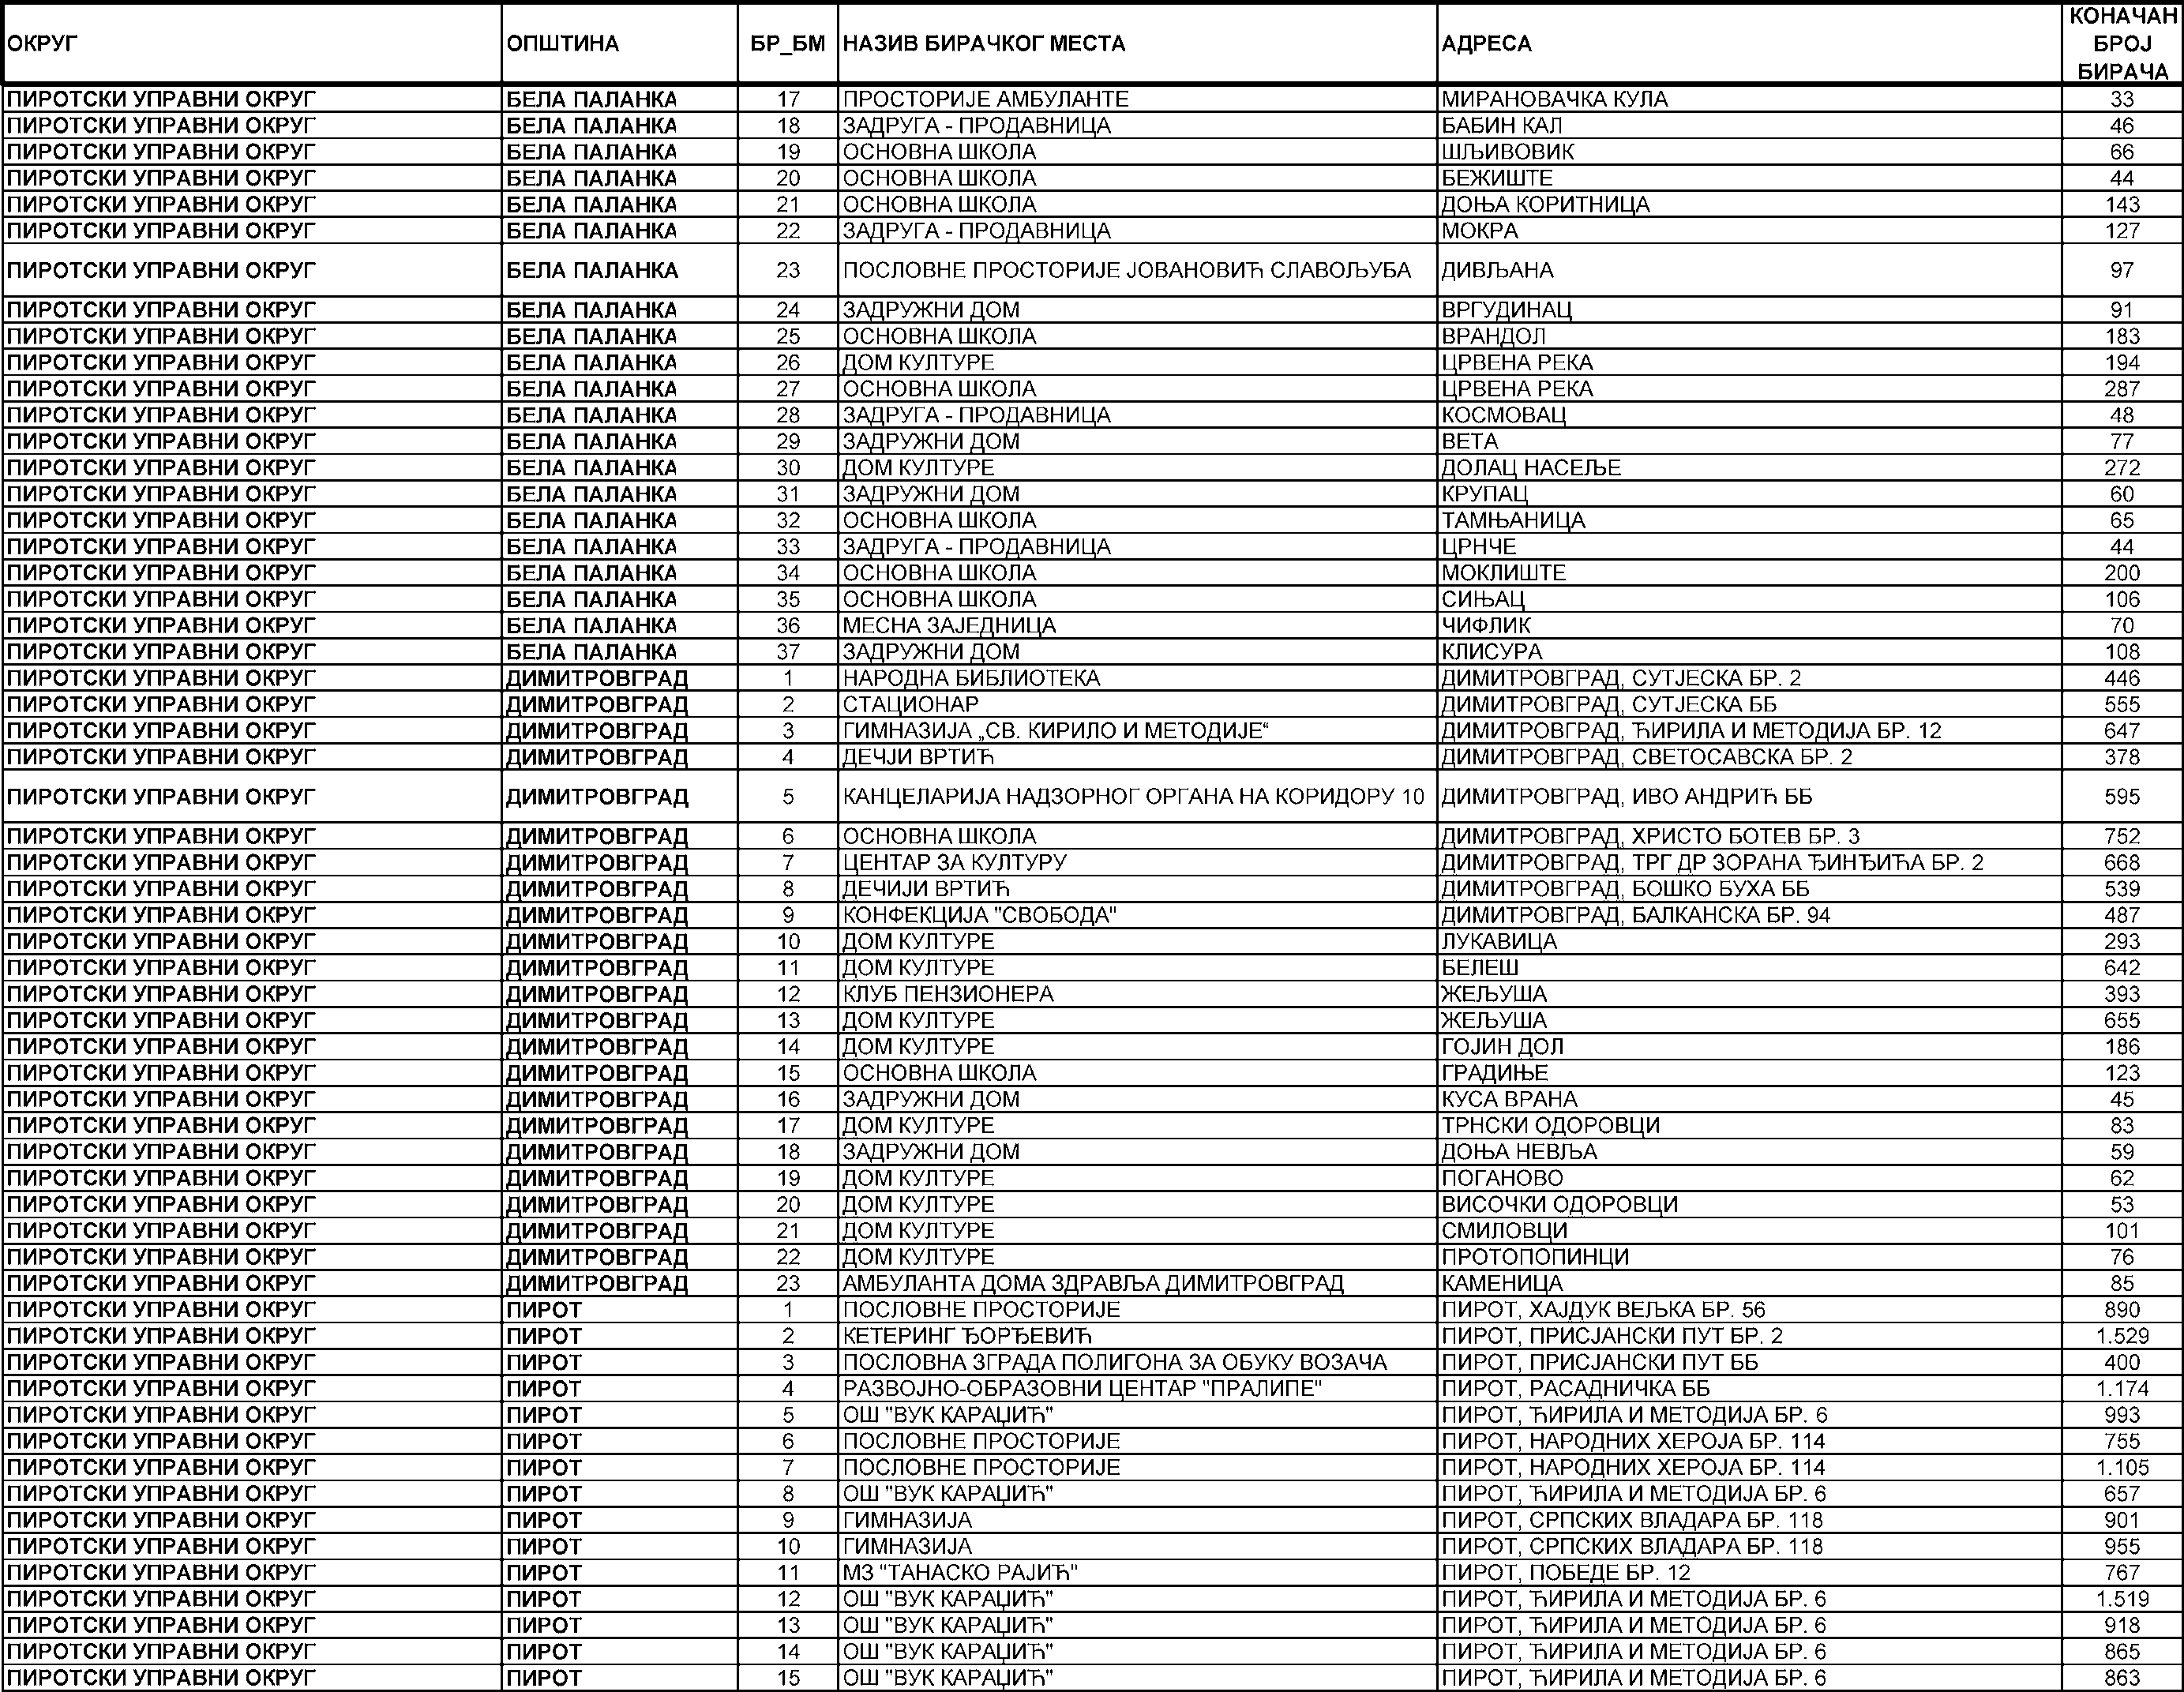 ОКРУГ ОПШТИНА БР_БМ НАЗИВ БИРАЧКОГ МЕСТА АДРЕСА КОНАЧАН БРОЈ БИРАЧА
ПИРОТСКИ УПРАВНИ ОКРУГ БЕЛА ПАЛАНКА 17 ПРОСТОРИЈЕ АМБУЛАНТЕ МИРАНОВАЧКА КУЛА 33
ПИРОТСКИ УПРАВНИ ОКРУГ БЕЛА ПАЛАНКА 18 ЗАДРУГА - ПРОДАВНИЦА БАБИН КАЛ 46
ПИРОТСКИ УПРАВНИ ОКРУГ БЕЛА ПАЛАНКА 19 ОСНОВНА ШКОЛА ШЉИВОВИК 66
ПИРОТСКИ УПРАВНИ ОКРУГ БЕЛА ПАЛАНКА 20 ОСНОВНА ШКОЛА БЕЖИШТЕ 44
ПИРОТСКИ УПРАВНИ ОКРУГ БЕЛА ПАЛАНКА 21 ОСНОВНА ШКОЛА ДОЊА КОРИТНИЦА 143
ПИРОТСКИ УПРАВНИ ОКРУГ БЕЛА ПАЛАНКА 22 ЗАДРУГА - ПРОДАВНИЦА МОКРА 127
ПИРОТСКИ УПРАВНИ ОКРУГ БЕЛА ПАЛАНКА 23 ПОСЛОВНЕ ПРОСТОРИЈЕ ЈОВАНОВИЋ СЛАВОЉУБА ДИВЉАНА 97
ПИРОТСКИ УПРАВНИ ОКРУГ БЕЛА ПАЛАНКА 24 ЗАДРУЖНИ ДОМ ВРГУДИНАЦ 91
ПИРОТСКИ УПРАВНИ ОКРУГ БЕЛА ПАЛАНКА 25 ОСНОВНА ШКОЛА ВРАНДОЛ 183
ПИРОТСКИ УПРАВНИ ОКРУГ БЕЛА ПАЛАНКА 26 ДОМ КУЛТУРЕ ЦРВЕНА РЕКА 194
ПИРОТСКИ УПРАВНИ ОКРУГ БЕЛА ПАЛАНКА 27 ОСНОВНА ШКОЛА ЦРВЕНА РЕКА 287
ПИРОТСКИ УПРАВНИ ОКРУГ БЕЛА ПАЛАНКА 28 ЗАДРУГА - ПРОДАВНИЦА КОСМОВАЦ 48
ПИРОТСКИ УПРАВНИ ОКРУГ БЕЛА ПАЛАНКА 29 ЗАДРУЖНИ ДОМ ВЕТА 77
ПИРОТСКИ УПРАВНИ ОКРУГ БЕЛА ПАЛАНКА 30 ДОМ КУЛТУРЕ ДОЛАЦ НАСЕЉЕ 272
ПИРОТСКИ УПРАВНИ ОКРУГ БЕЛА ПАЛАНКА 31 ЗАДРУЖНИ ДОМ КРУПАЦ 60
ПИРОТСКИ УПРАВНИ ОКРУГ БЕЛА ПАЛАНКА 32 ОСНОВНА ШКОЛА ТАМЊАНИЦА 65
ПИРОТСКИ УПРАВНИ ОКРУГ БЕЛА ПАЛАНКА 33 ЗАДРУГА - ПРОДАВНИЦА ЦРНЧЕ 44
ПИРОТСКИ УПРАВНИ ОКРУГ БЕЛА ПАЛАНКА 34 ОСНОВНА ШКОЛА МОКЛИШТЕ 200
ПИРОТСКИ УПРАВНИ ОКРУГ БЕЛА ПАЛАНКА 35 ОСНОВНА ШКОЛА СИЊАЦ 106
ПИРОТСКИ УПРАВНИ ОКРУГ БЕЛА ПАЛАНКА 36 МЕСНА ЗАЈЕДНИЦА ЧИФЛИК 70
ПИРОТСКИ УПРАВНИ ОКРУГ БЕЛА ПАЛАНКА 37 ЗАДРУЖНИ ДОМ КЛИСУРА 108
ПИРОТСКИ УПРАВНИ ОКРУГ ДИМИТРОВГРАД 1 НАРОДНА БИБЛИОТЕКА ДИМИТРОВГРАД, СУТЈЕСКА БР. 2 446
ПИРОТСКИ УПРАВНИ ОКРУГ ДИМИТРОВГРАД 2 СТАЦИОНАР ДИМИТРОВГРАД, СУТЈЕСКА ББ 555
ПИРОТСКИ УПРАВНИ ОКРУГ ДИМИТРОВГРАД 3 ГИМНАЗИЈА „СВ. КИРИЛО И МЕТОДИЈЕ“ ДИМИТРОВГРАД, ЋИРИЛА И МЕТОДИЈА БР. 12 647
ПИРОТСКИ УПРАВНИ ОКРУГ ДИМИТРОВГРАД 4 ДЕЧЈИ ВРТИЋ ДИМИТРОВГРАД, СВЕТОСАВСКА БР. 2 378
ПИРОТСКИ УПРАВНИ ОКРУГ ДИМИТРОВГРАД 5 КАНЦЕЛАРИЈА НАДЗОРНОГ ОРГАНА НА КОРИДОРУ 10 ДИМИТРОВГРАД, ИВО АНДРИЋ ББ 595
ПИРОТСКИ УПРАВНИ ОКРУГ ДИМИТРОВГРАД 6 ОСНОВНА ШКОЛА ДИМИТРОВГРАД, ХРИСТО БОТЕВ БР. 3 752
ПИРОТСКИ УПРАВНИ ОКРУГ ДИМИТРОВГРАД 7 ЦЕНТАР ЗА КУЛТУРУ ДИМИТРОВГРАД, ТРГ ДР ЗОРАНА ЂИНЂИЋА БР. 2 668
ПИРОТСКИ УПРАВНИ ОКРУГ ДИМИТРОВГРАД 8 ДЕЧИЈИ ВРТИЋ ДИМИТРОВГРАД, БОШКО БУХА ББ 539
ПИРОТСКИ УПРАВНИ ОКРУГ ДИМИТРОВГРАД 9 КОНФЕКЦИЈА "СВОБОДА" ДИМИТРОВГРАД, БАЛКАНСКА БР. 94 487
ПИРОТСКИ УПРАВНИ ОКРУГ ДИМИТРОВГРАД 10 ДОМ КУЛТУРЕ ЛУКАВИЦА 293
ПИРОТСКИ УПРАВНИ ОКРУГ ДИМИТРОВГРАД 11 ДОМ КУЛТУРЕ БЕЛЕШ 642
ПИРОТСКИ УПРАВНИ ОКРУГ ДИМИТРОВГРАД 12 КЛУБ ПЕНЗИОНЕРА ЖЕЉУША 393
ПИРОТСКИ УПРАВНИ ОКРУГ ДИМИТРОВГРАД 13 ДОМ КУЛТУРЕ ЖЕЉУША 655
ПИРОТСКИ УПРАВНИ ОКРУГ ДИМИТРОВГРАД 14 ДОМ КУЛТУРЕ ГОЈИН ДОЛ 186
ПИРОТСКИ УПРАВНИ ОКРУГ ДИМИТРОВГРАД 15 ОСНОВНА ШКОЛА ГРАДИЊЕ 123
ПИРОТСКИ УПРАВНИ ОКРУГ ДИМИТРОВГРАД 16 ЗАДРУЖНИ ДОМ КУСА ВРАНА 45
ПИРОТСКИ УПРАВНИ ОКРУГ ДИМИТРОВГРАД 17 ДОМ КУЛТУРЕ ТРНСКИ ОДОРОВЦИ 83
ПИРОТСКИ УПРАВНИ ОКРУГ ДИМИТРОВГРАД 18 ЗАДРУЖНИ ДОМ ДОЊА НЕВЉА 59
ПИРОТСКИ УПРАВНИ ОКРУГ ДИМИТРОВГРАД 19 ДОМ КУЛТУРЕ ПОГАНОВО 62
ПИРОТСКИ УПРАВНИ ОКРУГ ДИМИТРОВГРАД 20 ДОМ КУЛТУРЕ ВИСОЧКИ ОДОРОВЦИ 53
ПИРОТСКИ УПРАВНИ ОКРУГ ДИМИТРОВГРАД 21 ДОМ КУЛТУРЕ СМИЛОВЦИ 101
ПИРОТСКИ УПРАВНИ ОКРУГ ДИМИТРОВГРАД 22 ДОМ КУЛТУРЕ ПРОТОПОПИНЦИ 76
ПИРОТСКИ УПРАВНИ ОКРУГ ДИМИТРОВГРАД 23 АМБУЛАНТА ДОМА ЗДРАВЉА ДИМИТРОВГРАД КАМЕНИЦА 85
ПИРОТСКИ УПРАВНИ ОКРУГ ПИРОТ 1 ПОСЛОВНЕ ПРОСТОРИЈЕ ПИРОТ, ХАЈДУК ВЕЉКА БР. 56 890
ПИРОТСКИ УПРАВНИ ОКРУГ ПИРОТ 2 КЕТЕРИНГ ЂОРЂЕВИЋ ПИРОТ, ПРИСЈАНСКИ ПУТ БР. 2 1.529
ПИРОТСКИ УПРАВНИ ОКРУГ ПИРОТ 3 ПОСЛОВНА ЗГРАДА ПОЛИГОНА ЗА ОБУКУ ВОЗАЧА ПИРОТ, ПРИСЈАНСКИ ПУТ ББ 400
ПИРОТСКИ УПРАВНИ ОКРУГ ПИРОТ 4 РАЗВОЈНО-ОБРАЗОВНИ ЦЕНТАР "ПРАЛИПЕ" ПИРОТ, РАСАДНИЧКА ББ 1.174
ПИРОТСКИ УПРАВНИ ОКРУГ ПИРОТ 5 ОШ "ВУК КАРАЏИЋ" ПИРОТ, ЋИРИЛА И МЕТОДИЈА БР. 6 993
ПИРОТСКИ УПРАВНИ ОКРУГ ПИРОТ 6 ПОСЛОВНЕ ПРОСТОРИЈЕ ПИРОТ, НАРОДНИХ ХЕРОЈА БР. 114 755
ПИРОТСКИ УПРАВНИ ОКРУГ ПИРОТ 7 ПОСЛОВНЕ ПРОСТОРИЈЕ ПИРОТ, НАРОДНИХ ХЕРОЈА БР. 114 1.105
ПИРОТСКИ УПРАВНИ ОКРУГ ПИРОТ 8 ОШ "ВУК КАРАЏИЋ" ПИРОТ, ЋИРИЛА И МЕТОДИЈА БР. 6 657
ПИРОТСКИ УПРАВНИ ОКРУГ ПИРОТ 9 ГИМНАЗИЈА ПИРОТ, СРПСКИХ ВЛАДАРА БР. 118 901
ПИРОТСКИ УПРАВНИ ОКРУГ ПИРОТ 10 ГИМНАЗИЈА ПИРОТ, СРПСКИХ ВЛАДАРА БР. 118 955
ПИРОТСКИ УПРАВНИ ОКРУГ ПИРОТ 11 МЗ "ТАНАСКО РАЈИЋ" ПИРОТ, ПОБЕДЕ БР. 12 767
ПИРОТСКИ УПРАВНИ ОКРУГ ПИРОТ 12 ОШ "ВУК КАРАЏИЋ" ПИРОТ, ЋИРИЛА И МЕТОДИЈА БР. 6 1.519
ПИРОТСКИ УПРАВНИ ОКРУГ ПИРОТ 13 ОШ "ВУК КАРАЏИЋ" ПИРОТ, ЋИРИЛА И МЕТОДИЈА БР. 6 918
ПИРОТСКИ УПРАВНИ ОКРУГ ПИРОТ 14 ОШ "ВУК КАРАЏИЋ" ПИРОТ, ЋИРИЛА И МЕТОДИЈА БР. 6 865
ПИРОТСКИ УПРАВНИ ОКРУГ ПИРОТ 15 ОШ "ВУК КАРАЏИЋ" ПИРОТ, ЋИРИЛА И МЕТОДИЈА БР. 6 863